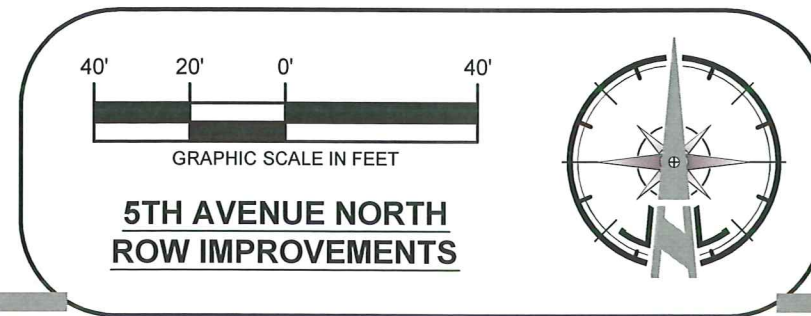 40' 20' 0' 40'
GRAPHIC SCALE IN FEET
5TH AVENUE NORTH
ROW IMPROVEMENTS
N